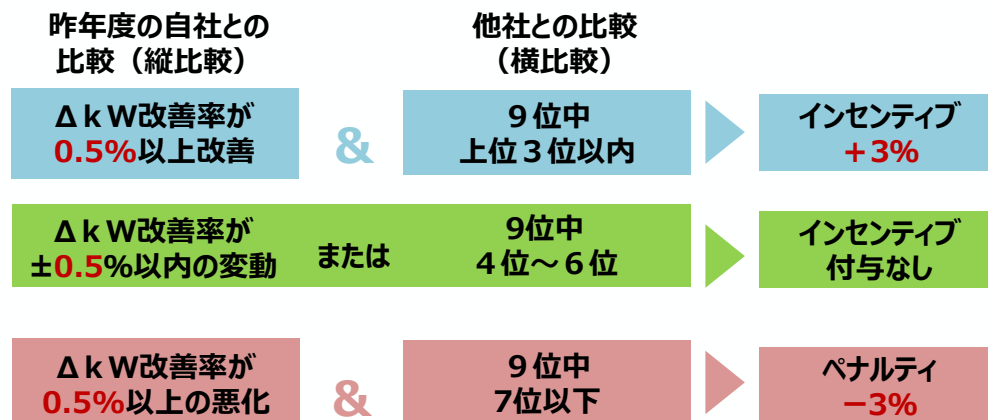 昨年度の自社との
比較（縦比較）
他社との比較
（横比較）
ΔｋＷ改善率が
0.5%以上改善
&
９位中
上位３位以内
インセンティブ
＋3%
ΔｋＷ改善率が
±0.5%以内の変動
または
9位中
４位～６位
インセンティブ
付与なし
ΔｋＷ改善率が
0.5%以上の悪化
&
９位中
7位以下
ペナルティ
－3%